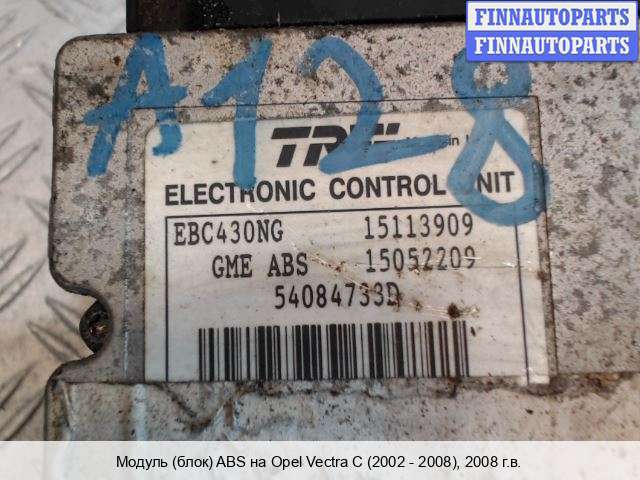 FINNAUTOPARTS
FINNAUTOPARTS
A128
TRW
ELECTRONIC CONTROL UNIT
EBC430NG 15113909
GME ABS 15052209
54084733D
Модуль (блок) ABS на Opel Vectra C (2002 - 2008), 2008 г.в.